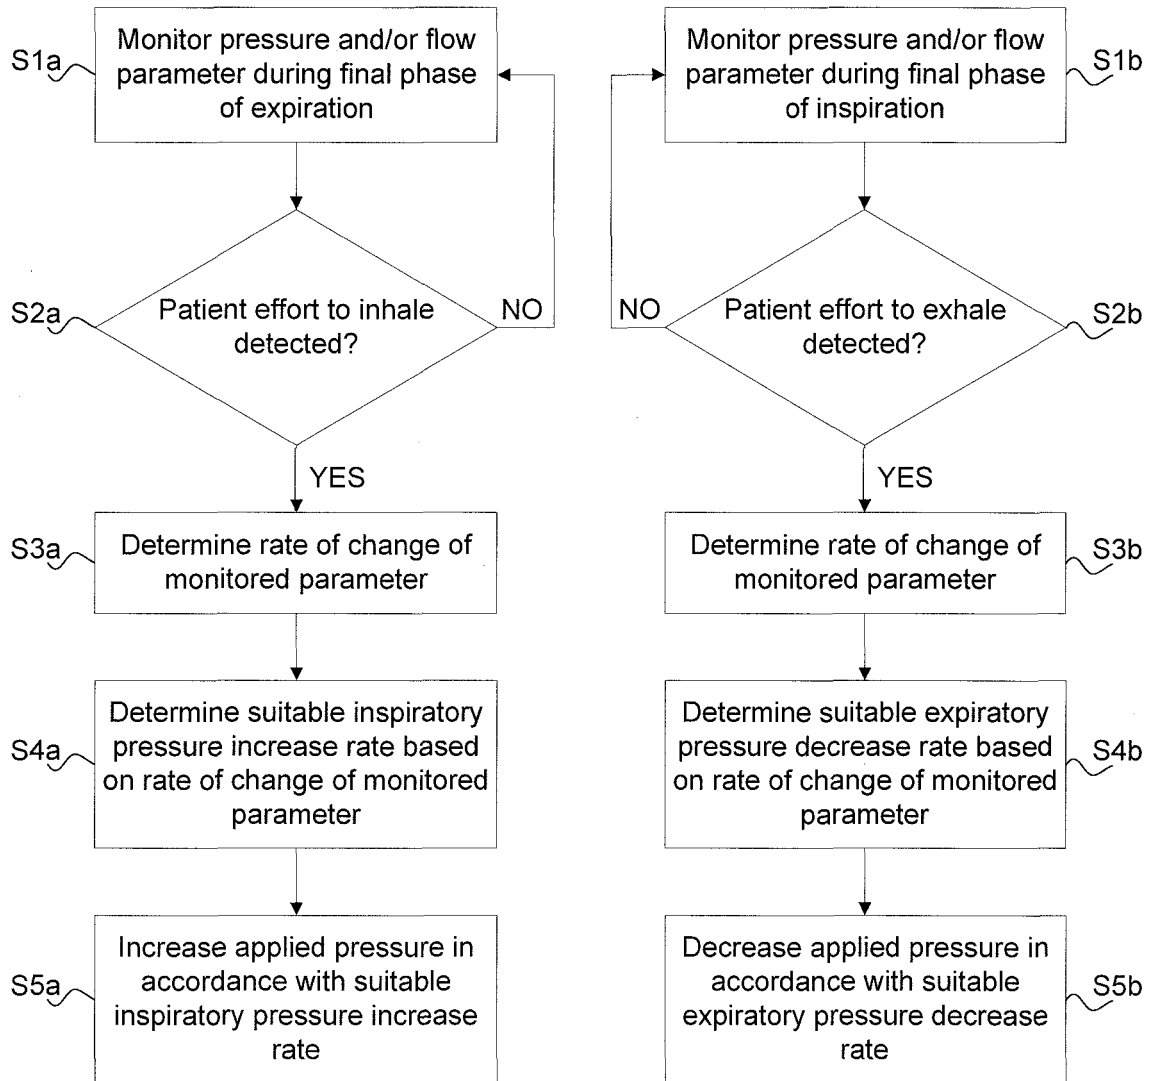 S1a
Monitor pressure and/or flow
parameter during final phase
of expiration
S2a
Patient effort to inhale
detected?
NO
YES
S3a
Determine rate of change of
monitored parameter
S4a
Determine suitable inspiratory
pressure increase rate based
on rate of change of monitored
parameter
S5a
Increase applied pressure in
accordance with suitable
inspiratory pressure increase
rate
Monitor pressure and/or flow
parameter during final phase
of inspiration
S1b
NO
Patient effort to exhale
detected?
S2b
YES
Determine rate of change of
monitored parameter
S3b
Determine suitable expiratory
pressure decrease rate based
on rate of change of monitored
parameter
S4b
Decrease applied pressure in
accordance with suitable
expiratory pressure decrease
rate
S5b